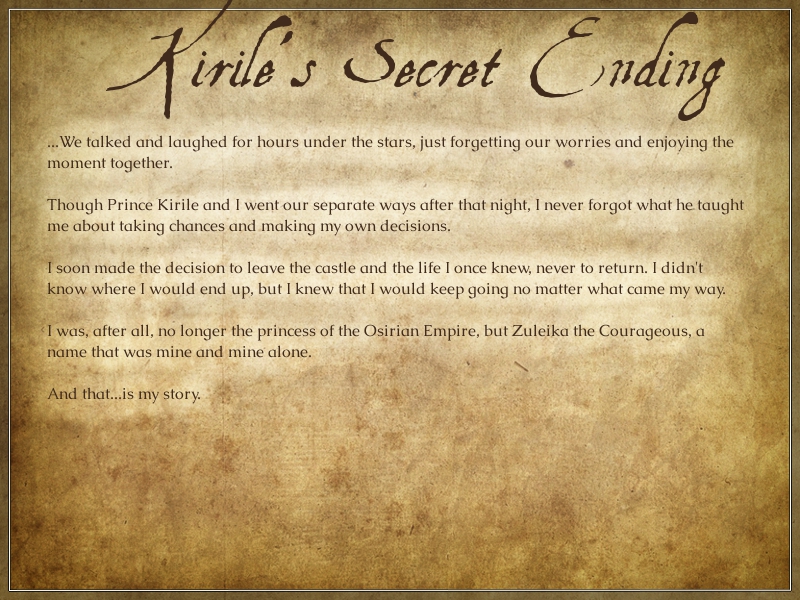 Kirile's Secret Ending
...We talked and laughed for hours under the stars, just forgetting our worries and enjoying the
moment together.
Though Prince Kirile and I went our separate ways after that night, I never forgot what he taught
me about taking chances and making my own decisions.
I soon made the decision to leave the castle and the life I once knew, never to return. I didn't
know where I would end up, but I knew that I would keep going no matter what came my way.
I was, after all, no longer the princess of the Osirian Empire, but Zuleika the Courageous, a
name that was mine and mine alone.
And that...is my story.